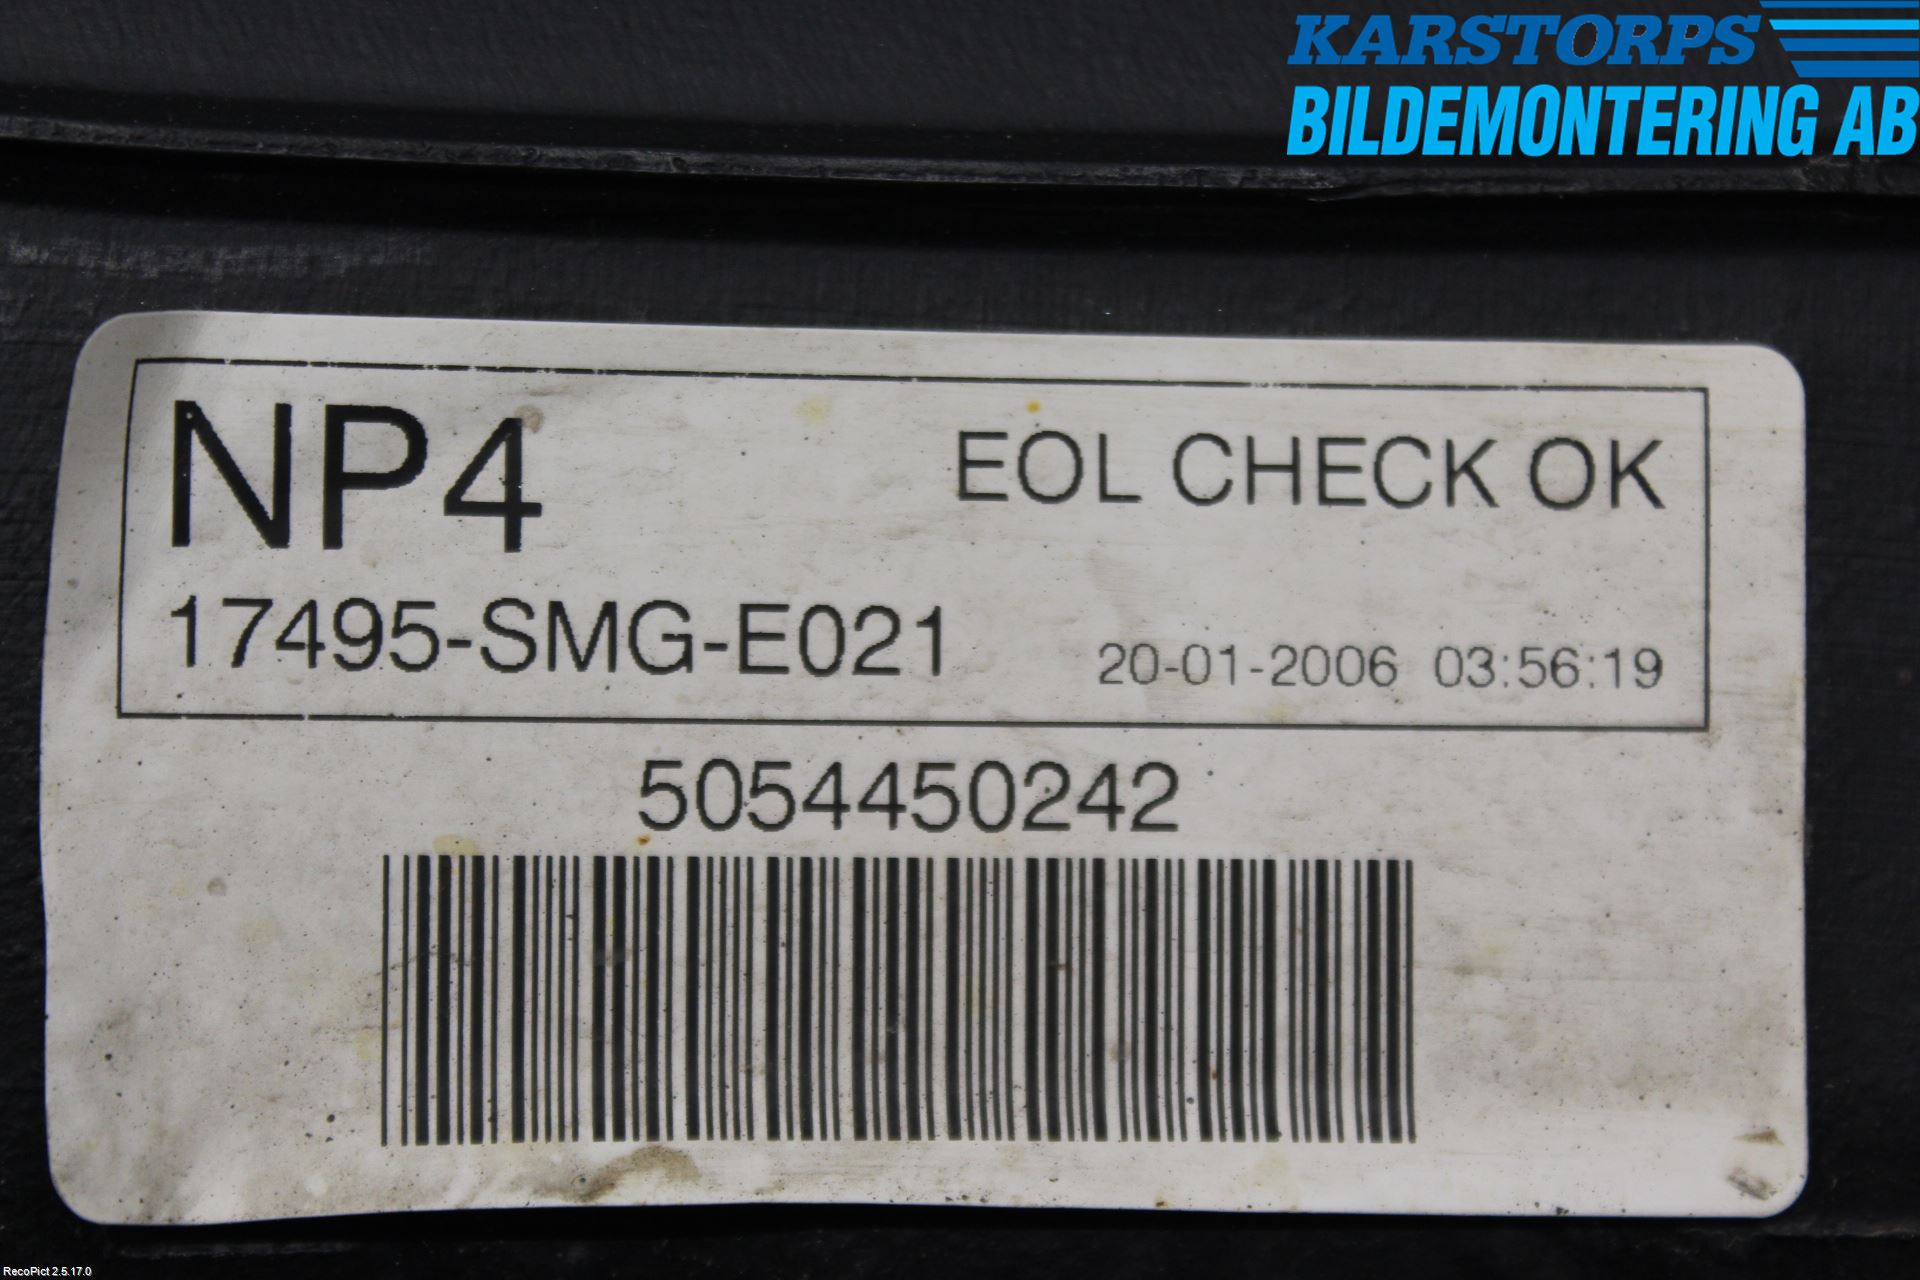 KARSTORPS
BILDEMONTERING AB
NP4
EOL CHECK OK
17495-SMG-E021
20-01-2006 03:56:19
5054450242
RecoPict 2.5.17.0